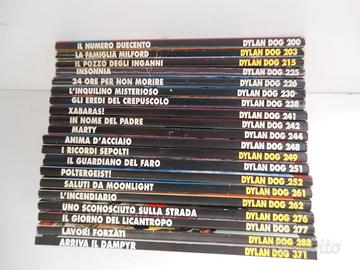 IL NUMERO DUECENTO DYLAN DOG 200
LA FAMIGLIA MILFORD DYLAN DOG 203
IL POZZO DEGLI INGANNI DYLAN DOG 215
INSONNIA DYLAN DOG 225
24 ORE PER NON MORIRE DYLAN DOG 226
L'INQUILINO MISTERIOSO DYLAN DOG 230
GLI EREDI DEL CREPUSCOLO DYLAN DOG 238
XABARAS! DYLAN DOG 241
IN NOME DEL PADRE DYLAN DOG 242
MARTY DYLAN DOG 244
ANIMA D'ACCIAIO DYLAN DOG 248
I RICORDI SEPOLTI DYLAN DOG 249
IL GUARDIANO DEL FARO DYLAN DOG 251
POLTERGEIST! DYLAN DOG 252
SALUTI DA MOONLIGHT DYLAN DOG 261
L'INCENDIARIO DYLAN DOG 262
UNO SCONOSCIUTO SULLA STRADA DYLAN DOG 276
IL GIORNO DEL LICANTROPO DYLAN DOG 277
LAVORI FORZATI DYLAN DOG 288
ARRIVA IL DAMPYR DYLAN DOG 371